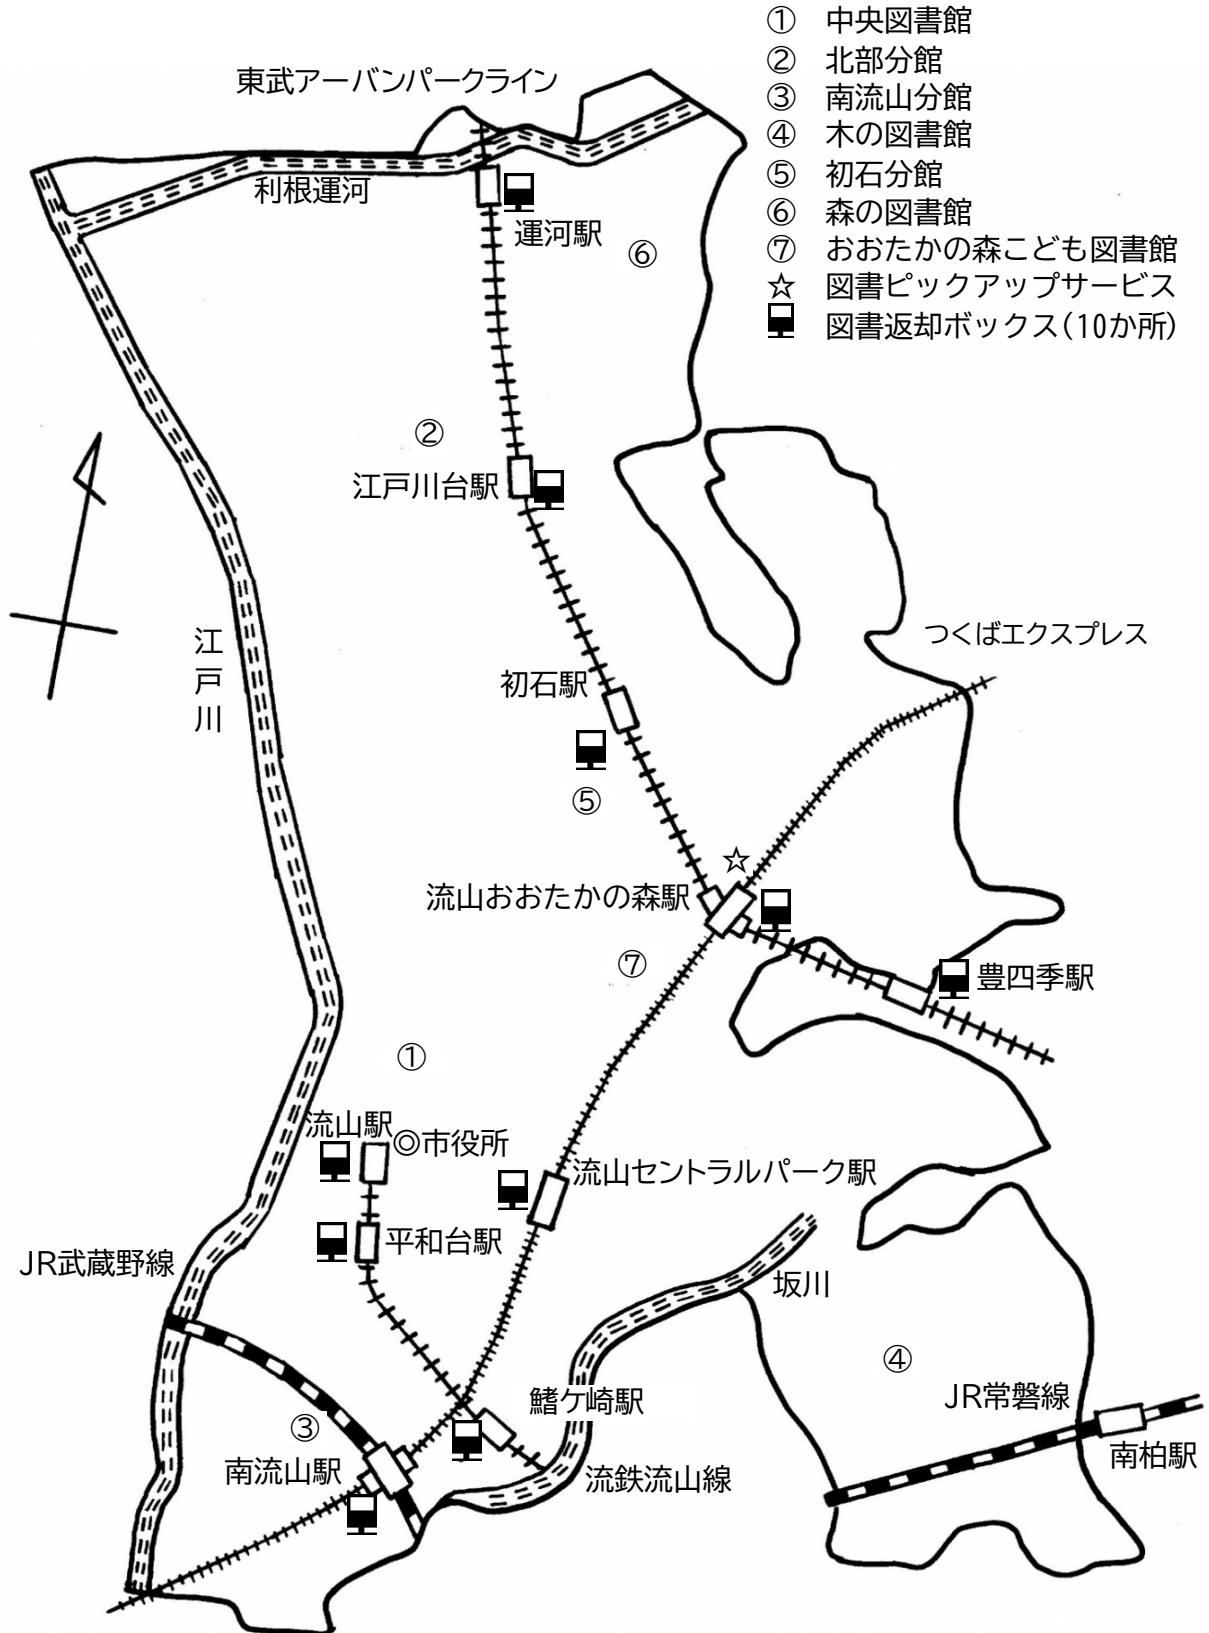 ① 中央図書館
② 北部分館
③ 南流山分館
④ 木の図書館
⑤ 初石分館
⑥ 森の図書館
⑦ おおたかの森こども図書館
☆ 図書ピックアップサービス
図書返却ボックス(10か所)
東武アーバンパークライン
利根運河
運河駅
⑥
②
江戸川台駅
江戸川
つくばエクスプレス
初石駅
⑤
☆
流山おおたかの森駅
⑦
豊四季駅
①
流山駅
◎市役所
流山セントラルパーク駅
平和台駅
JR武蔵野線
坂川
④
JR常磐線
鰭ケ崎駅
③
南流山駅
南柏駅
流鉄流山線